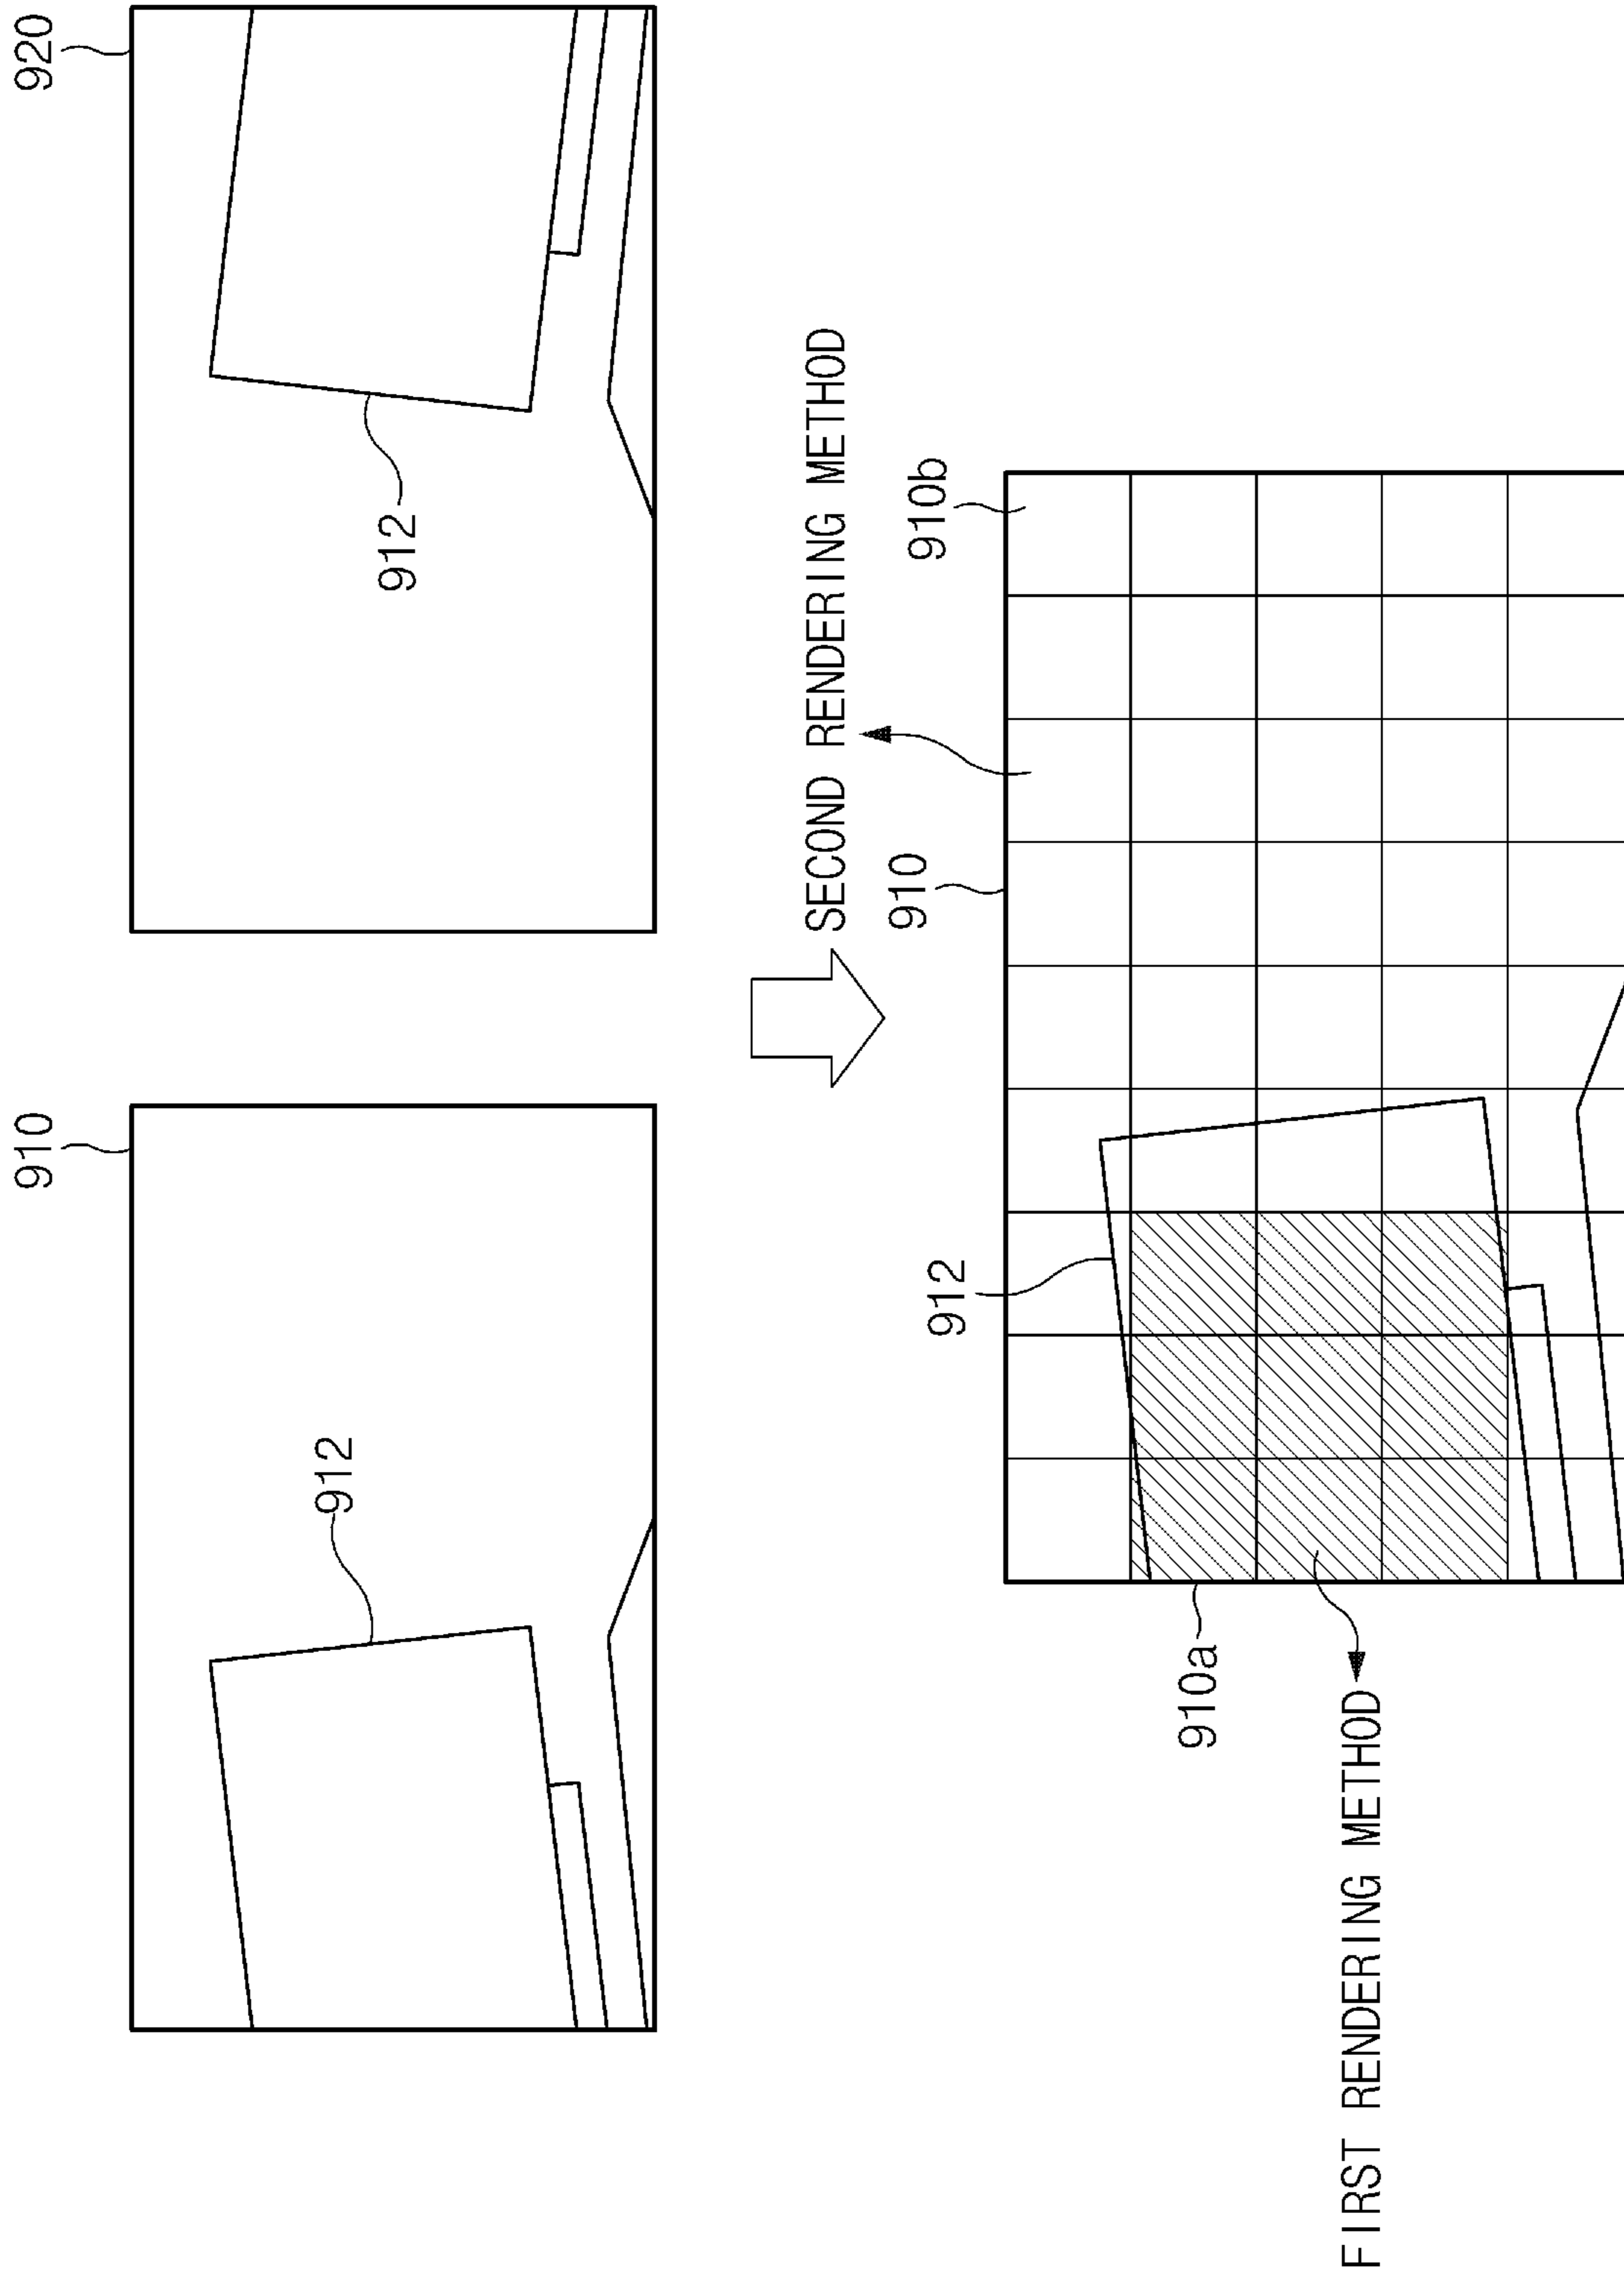 910
920
912
912
SECOND RENDERING METHOD
912
910
910b
910a
FIRST RENDERING METHOD